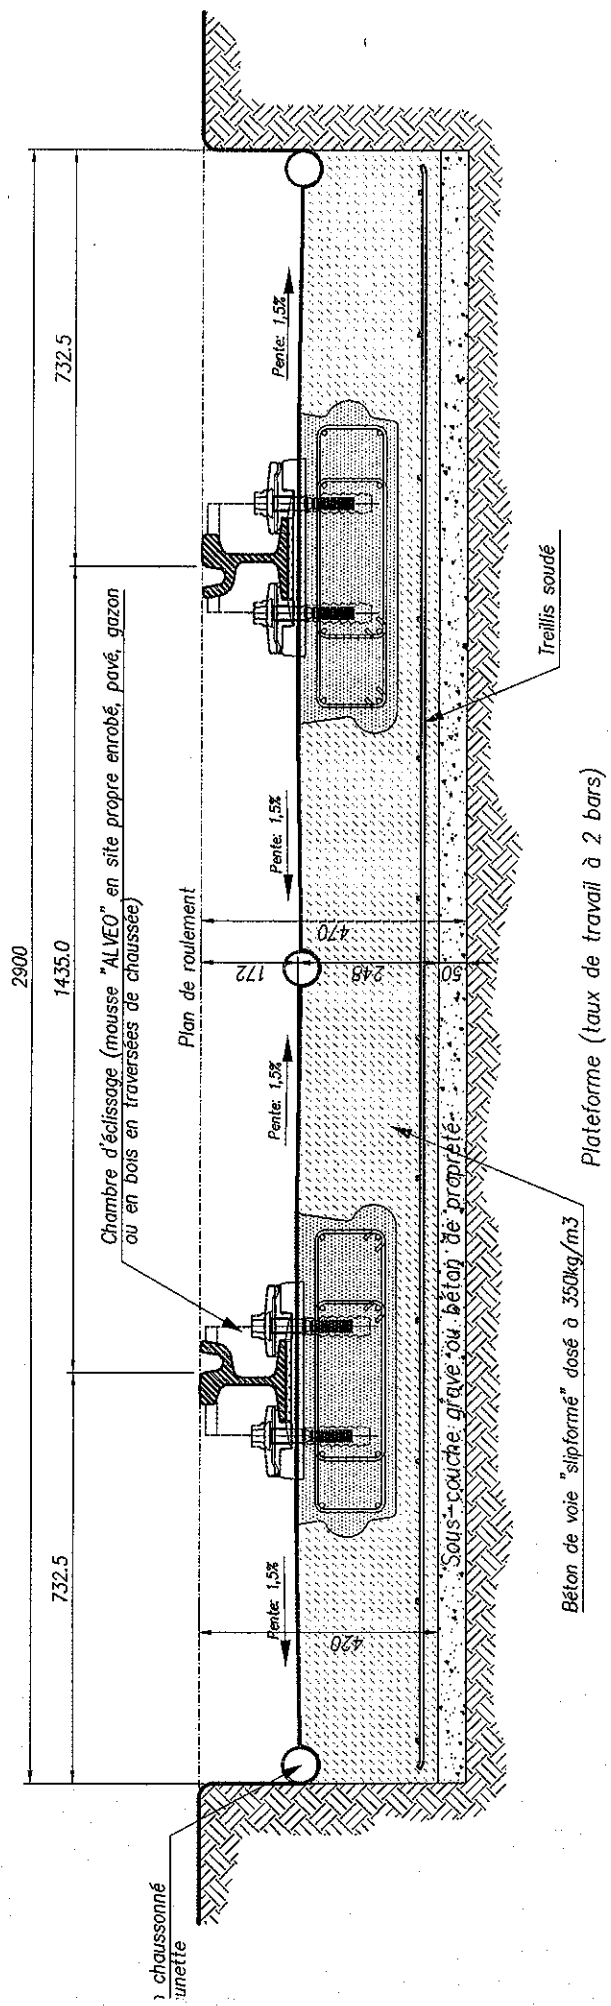 2900
732.5
1435.0
732.5
Chambre d'éclissage (mousse "ALVEO" en site propre enrobé, pavé, gazon
ou en bois en traversées de chaussée)
Plan de roulement
Pente: 1,5%
Pente: 1,5%
Pente: 1,5%
Pente: 1,5%
420
172
248
50
470
Sous-couche grave ou béton de propreté
chaussonné
unette
Béton de voie "slipformé" dosé à 350kg/m3
Treillis soudé
Plateforme (taux de travail à 2 bars)